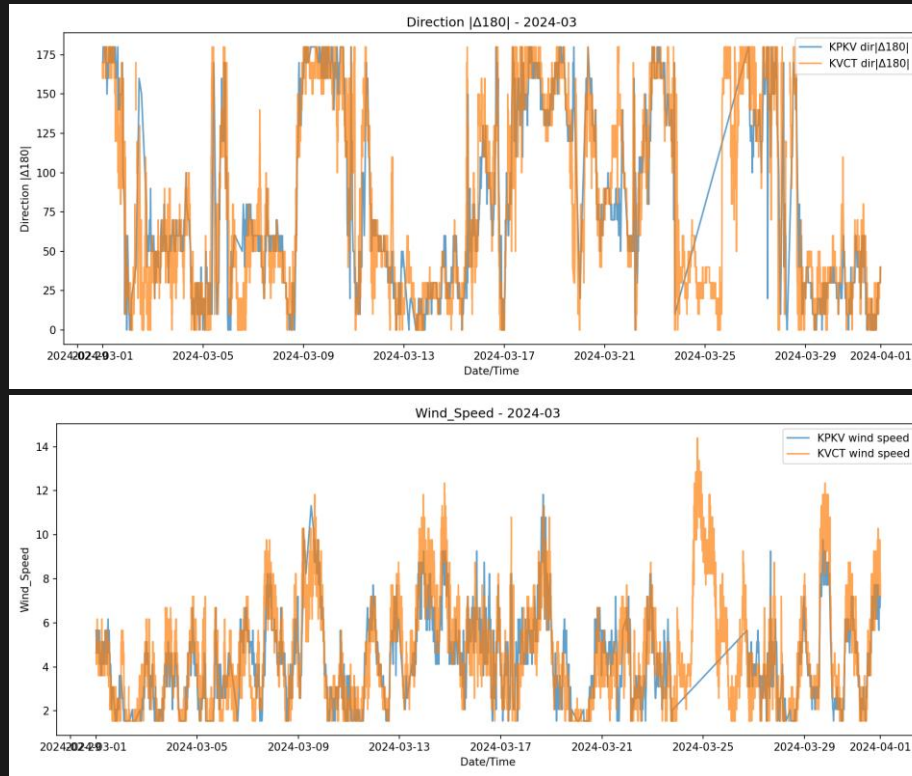 Direction |Δ180| - 2024-03
175
150
125
100
75
50
25
0
Direction |Δ180|
KPKV dir|Δ180|
KVCT dir|Δ180|
2024-03-01 2024-03-05 2024-03-09 2024-03-13 2024-03-17 2024-03-21 2024-03-25 2024-03-29 2024-04-01
Date/Time
Wind_Speed - 2024-03
14
12
10
8
6
4
2
Wind_Speed
KPKV wind speed
KVCT wind speed
2024-03-01 2024-03-05 2024-03-09 2024-03-13 2024-03-17 2024-03-21 2024-03-25 2024-03-29 2024-04-01
Date/Time